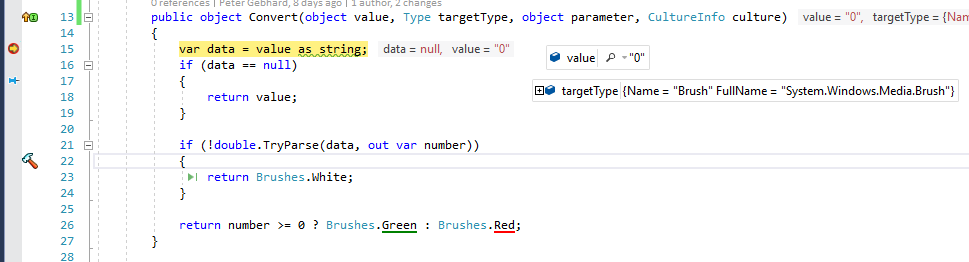 0 references | Peter Gebhard, 8 days ago | 1 author, 2 changes
13 public object Convert(object value, Type targetType, object parameter, CultureInfo culture) value = "0", targetType = {Nam
14 {
15 var data = value as string; data = null, value = "0"
value "0"
16 if (data == null)
17 {
targetType {Name = "Brush" FullName = "System.Windows.Media.Brush"}
18 return value;
19 }
20
21 if (!double.TryParse(data, out var number))
22 {
23 return Brushes.White;
24 }
25
26 return number >= 0 ? Brushes.Green : Brushes.Red;
27 }
28